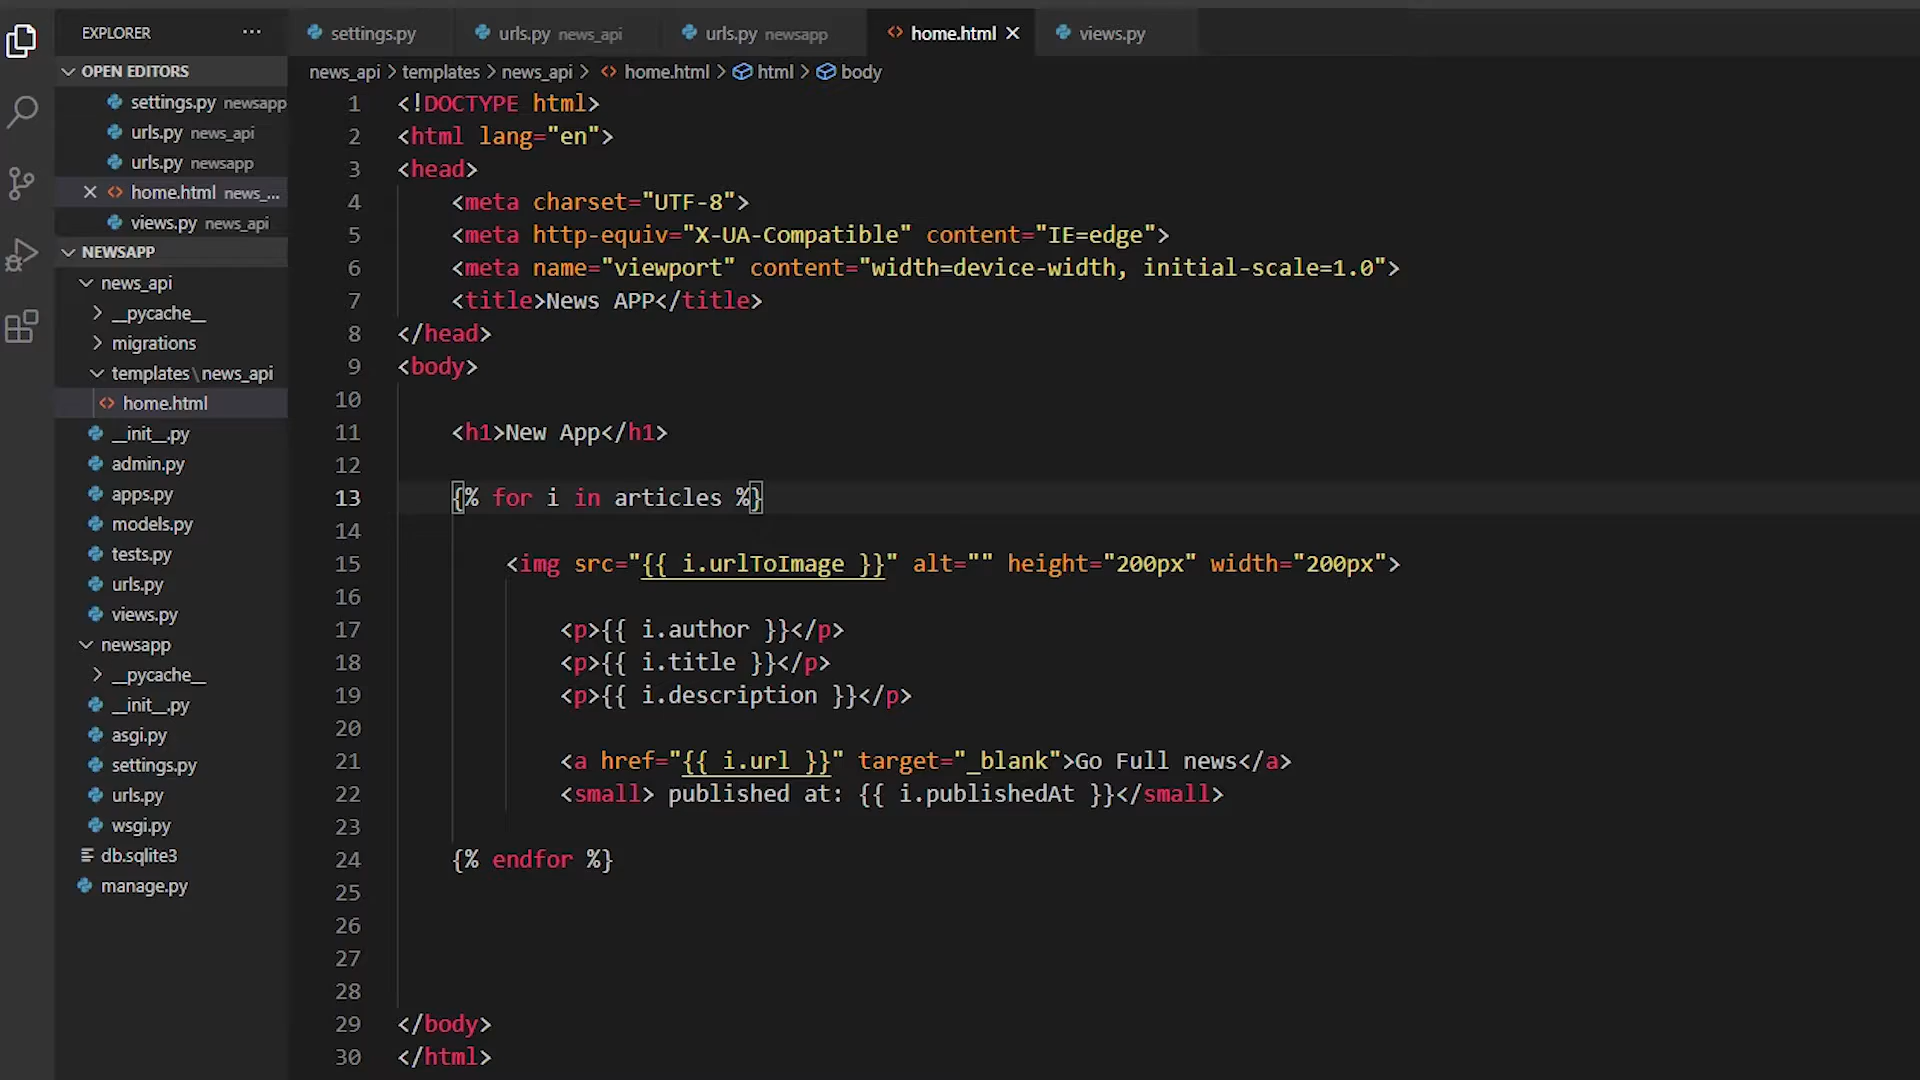 EXPLORER ···
OPEN EDITORS
settings.py newsapp
urls.py news_api
urls.py newsapp
home.html news_...
views.py news_api
NEWSAPP
news_api
__pycache__
migrations
templates\news_api
home.html
__init__.py
admin.py
apps.py
models.py
tests.py
urls.py
views.py
newsapp
__pycache__
__init__.py
asgi.py
settings.py
urls.py
wsgi.py
db.sqlite3
manage.py
settings.py urls.py news_api urls.py newsapp home.html views.py
news_api > templates > news_api > home.html > html > body
1 <!DOCTYPE html>
2 <html lang="en">
3 <head>
4 <meta charset="UTF-8">
5 <meta http-equiv="X-UA-Compatible" content="IE=edge">
6 <meta name="viewport" content="width=device-width, initial-scale=1.0">
7 <title>News APP</title>
8 </head>
9 <body>
10
11 <h1>New App</h1>
12
13 {% for i in articles %}
14
15 <img src="{{ i.urlToImage }}" alt="" height="200px" width="200px">
16
17 <p>{{ i.author }}</p>
18 <p>{{ i.title }}</p>
19 <p>{{ i.description }}</p>
20
21 <a href="{{ i.url }}" target="_blank">Go Full news</a>
22 <small> published at: {{ i.publishedAt }}</small>
23
24 {% endfor %}
25
26
27
28
29 </body>
30 </html>